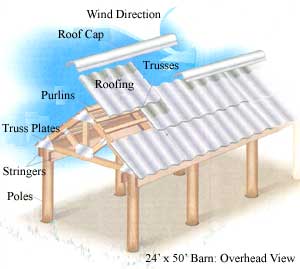 Wind Direction
Roof Cap
Trusses
Roofing
Purlins
Truss Plates
Stringers
Poles
24' x 50' Barn: Overhead View